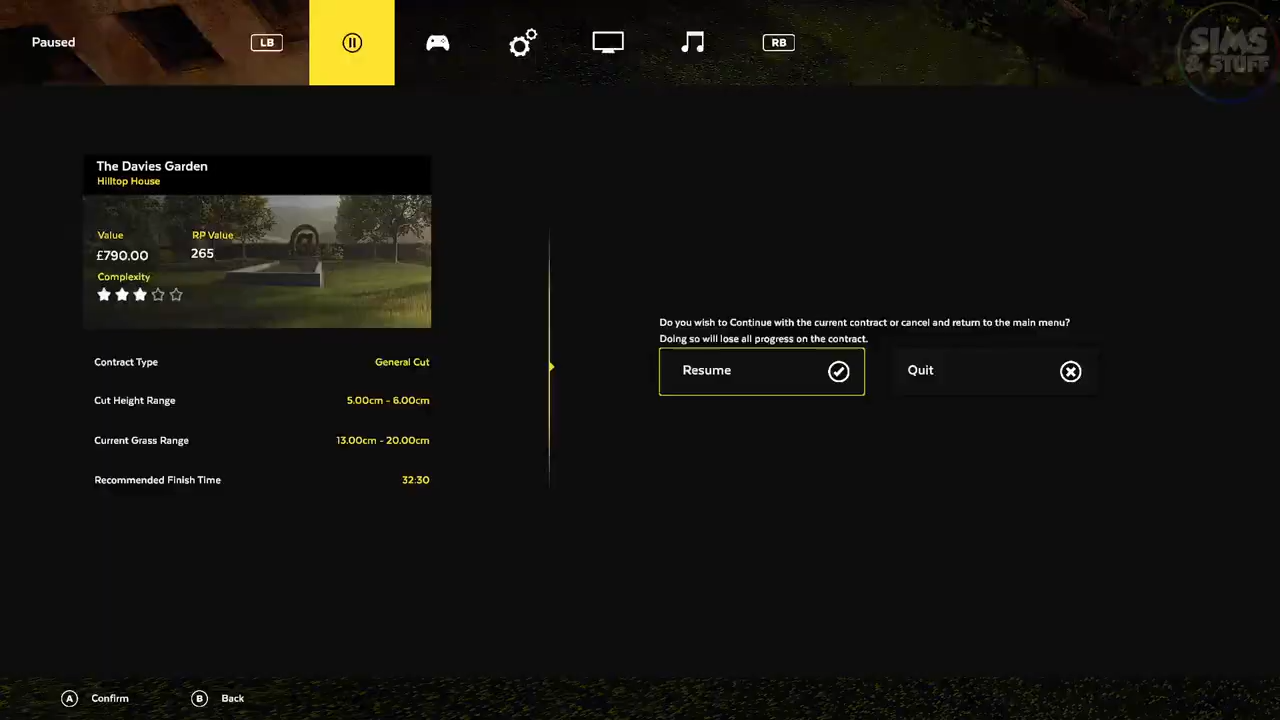 Paused
LB
RB
SIMS
& STUFF
The Davies Garden
Hilltop House
Value
RP Value
£790.00
265
Complexity
Contract Type
General Cut
Cut Height Range
5.00cm - 6.00cm
Current Grass Range
13.00cm - 20.00cm
Recommended Finish Time
32:30
Do you wish to Continue with the current contract or cancel and return to the main menu?
Doing so will lose all progress on the contract.
Resume
Quit
A Confirm
B Back